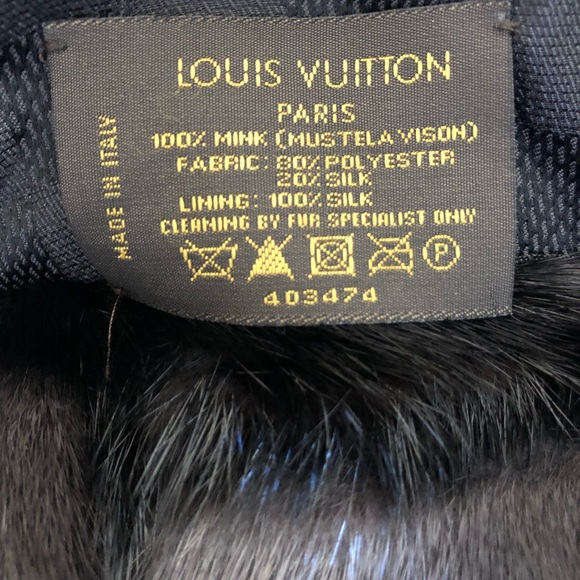 LOUIS VUITTON
PARIS
100% MINK (MUSTELA VISON)
FABRIC: 80% POLYESTER
20% SILK
LINING: 100% SILK
CLEANING BY FUR SPECIALIST ONLY
P
403474
MADE IN ITALY